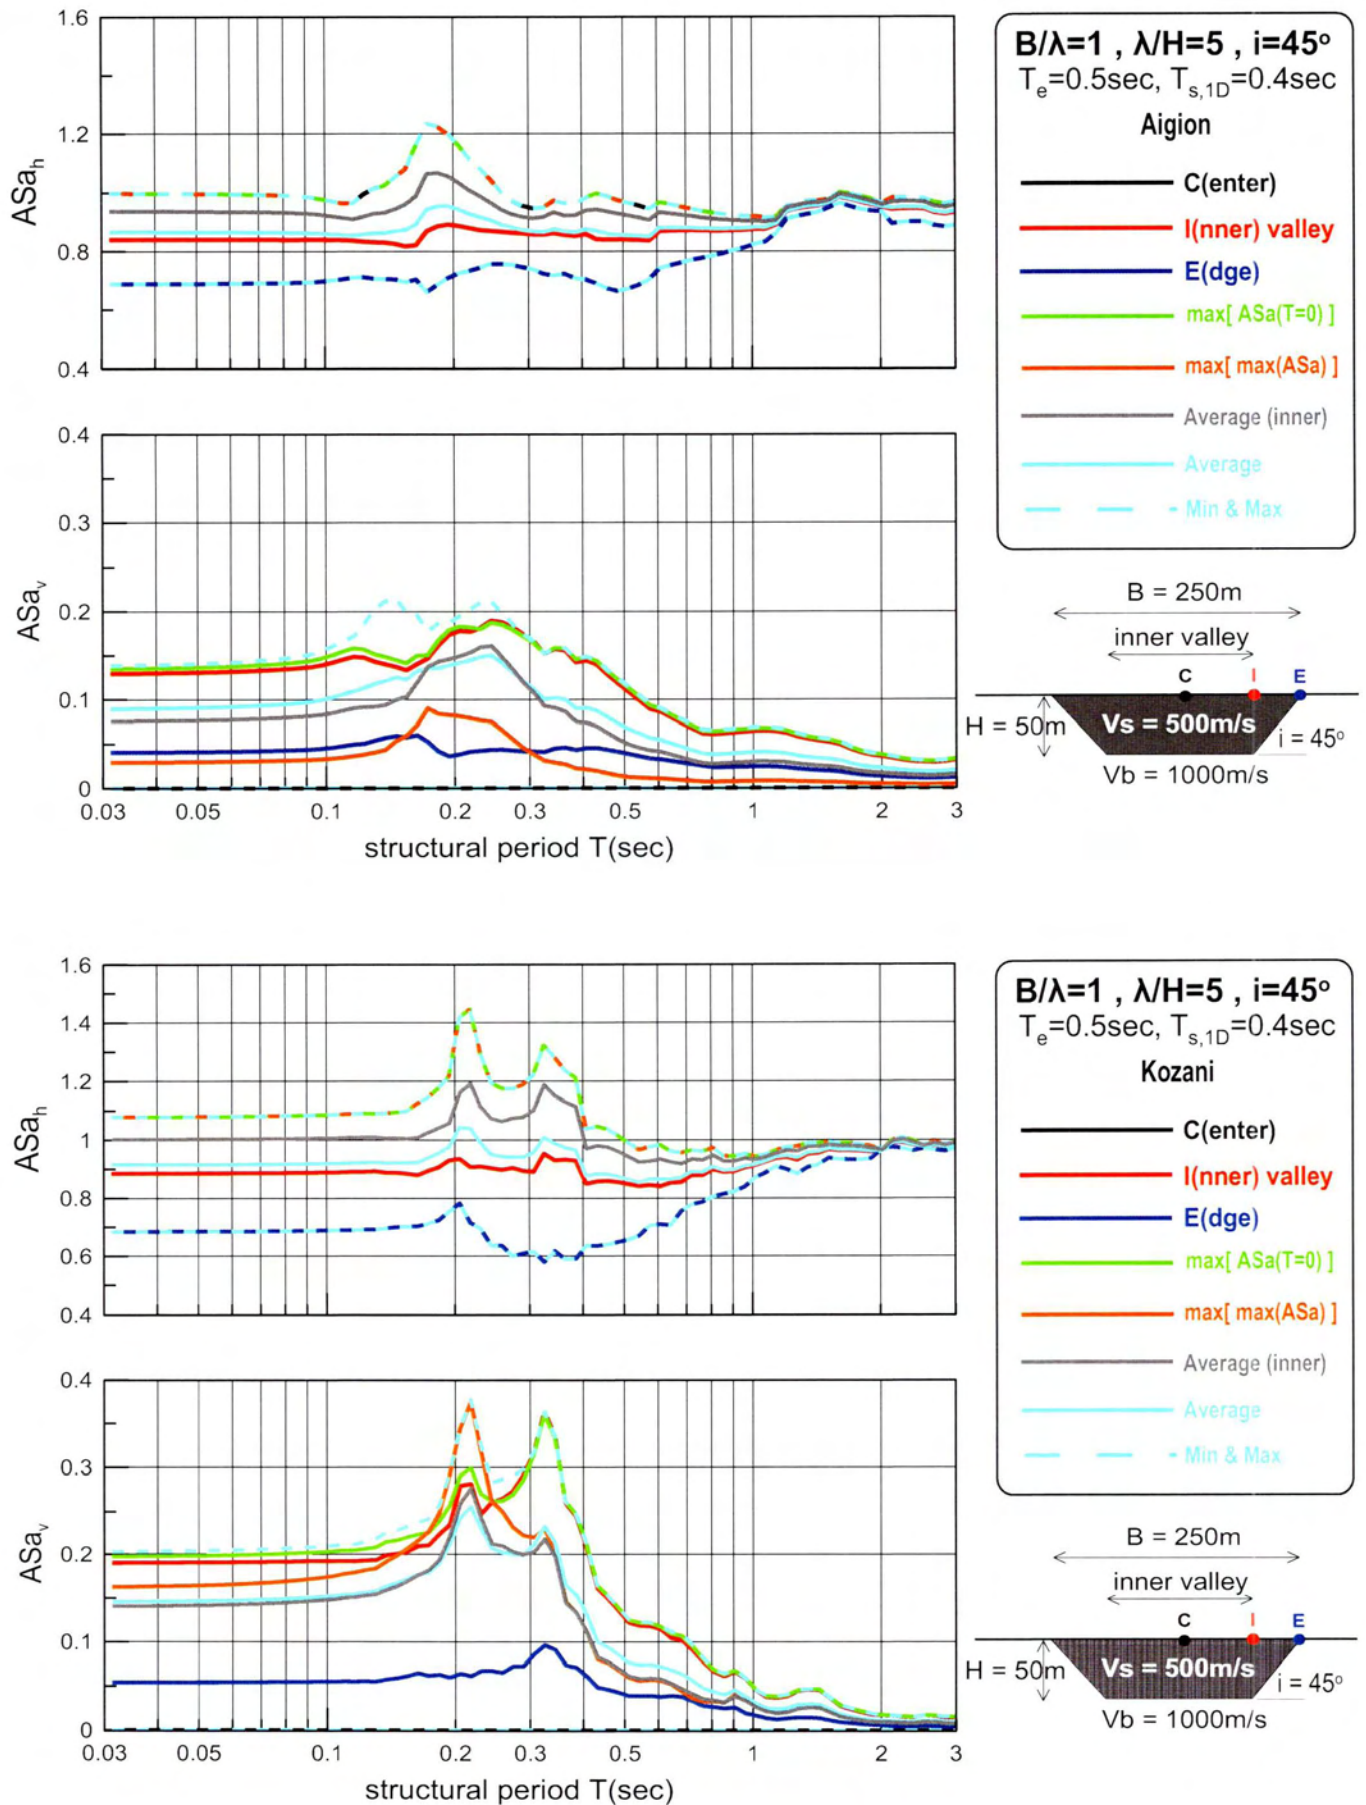 1.6
1.2
0.8
0.4
ASa_h
0.4
0.3
0.2
0.1
0
ASa_v
0.03
0.05
0.1
0.2
0.3
0.5
1
2
3
structural period T(sec)
B/λ=1 , λ/H=5 , i=45°
T_e=0.5sec, T_s,1D=0.4sec
Aigion
C(enter)
I(nner) valley
E(dge)
max[ ASa(T=0) ]
max[ max(ASa) ]
Average (inner)
Average
Min & Max
B = 250m
inner valley
C
I
E
H = 50m
Vs = 500m/s
i = 45°
Vb = 1000m/s
1.6
1.4
1.2
1
0.8
0.6
0.4
ASa_h
0.4
0.3
0.2
0.1
0
ASa_v
0.03
0.05
0.1
0.2
0.3
0.5
1
2
3
structural period T(sec)
B/λ=1 , λ/H=5 , i=45°
T_e=0.5sec, T_s,1D=0.4sec
Kozani
C(enter)
I(nner) valley
E(dge)
max[ ASa(T=0) ]
max[ max(ASa) ]
Average (inner)
Average
Min & Max
B = 250m
inner valley
C
I
E
H = 50m
Vs = 500m/s
i = 45°
Vb = 1000m/s